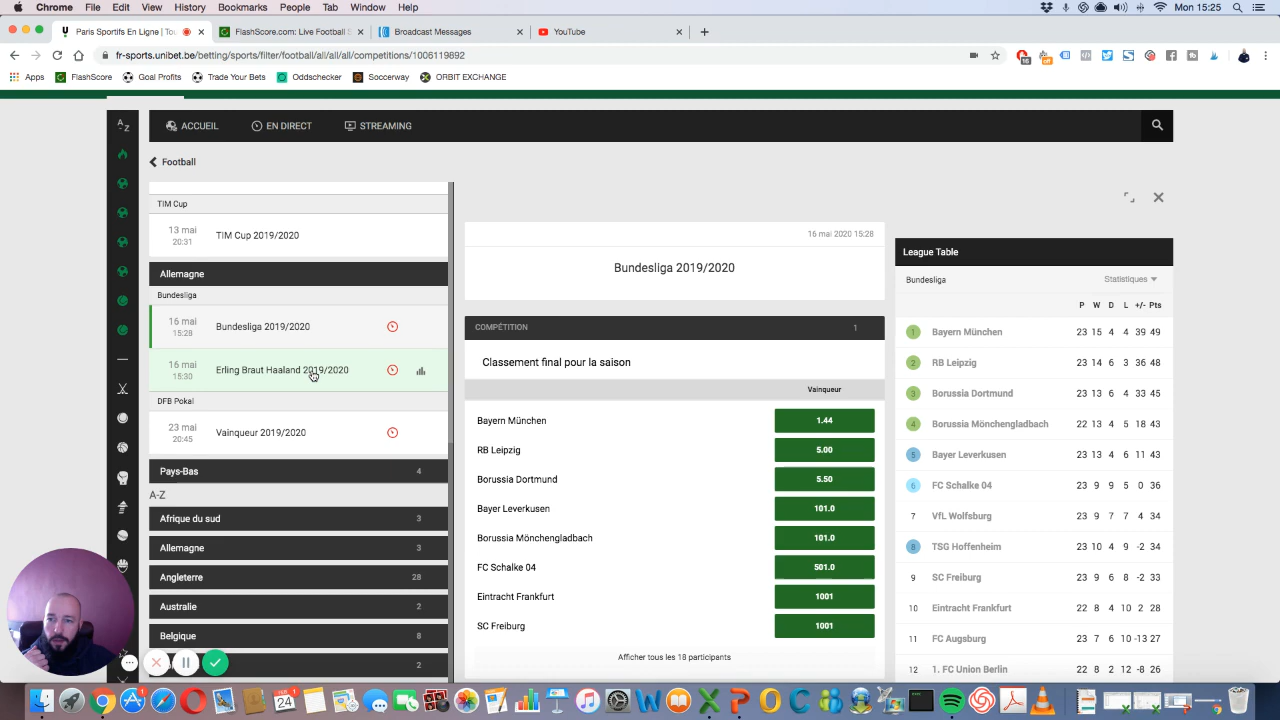 Chrome File Edit View History Bookmarks People Tab Window Help Mon 15:25
Paris Sportifs En Ligne | Tou FlashScore.com: Live Football S Broadcast Messages YouTube
fr-sports.unibet.be/betting/sports/filter/football/all/all/all/competitions/1006119892
Apps FlashScore Goal Profits Trade Your Bets Oddschecker Soccerway ORBIT EXCHANGE
A-Z
ACCUEIL EN DIRECT STREAMING
Football
TIM Cup
13 mai
20:31
TIM Cup 2019/2020
Allemagne
Bundesliga
16 mai
15:28
Bundesliga 2019/2020
16 mai
15:30
Erling Braut Haaland 2019/2020
DFB Pokal
23 mai
20:45
Vainqueur 2019/2020
Pays-Bas 4
A-Z
Afrique du sud 3
Allemagne 3
Angleterre 28
Australie 2
Belgique 8
2
16 mai 2020 15:28
Bundesliga 2019/2020
COMPÉTITION 1
Classement final pour la saison
Vainqueur
Bayern München 1.44
RB Leipzig 5.00
Borussia Dortmund 5.50
Bayer Leverkusen 101.0
Borussia Mönchengladbach 101.0
FC Schalke 04 501.0
Eintracht Frankfurt 1001
SC Freiburg 1001
Afficher tous les 18 participants
League Table
Bundesliga Statistiques
P W D L +/- Pts
1 Bayern München 23 15 4 4 39 49
2 RB Leipzig 23 14 6 3 36 48
3 Borussia Dortmund 23 13 6 4 33 45
4 Borussia Mönchengladbach 22 13 4 5 18 43
5 Bayer Leverkusen 23 13 4 6 11 43
6 FC Schalke 04 23 9 9 5 0 36
7 VfL Wolfsburg 23 9 7 7 4 34
8 TSG Hoffenheim 23 10 4 9 -2 34
9 SC Freiburg 23 9 6 8 -2 33
10 Eintracht Frankfurt 22 8 4 10 2 28
11 FC Augsburg 23 7 6 10 -13 27
12 1. FC Union Berlin 22 8 2 12 -8 26